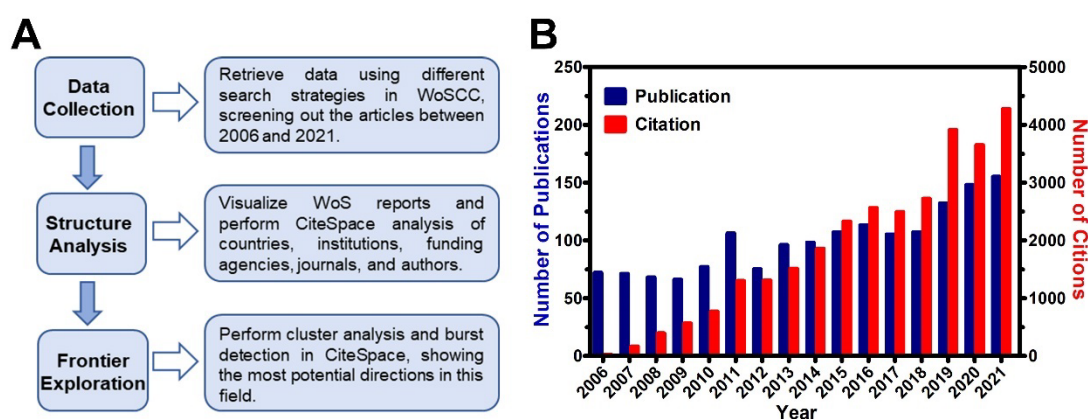 A
Data
Collection
Retrieve data using different
search strategies in WoSCC,
screening out the articles between
2006 and 2021.
Structure
Analysis
Visualize WoS reports and
perform CiteSpace analysis of
countries, institutions, funding
agencies, journals, and authors.
Frontier
Exploration
Perform cluster analysis and burst
detection in CiteSpace, showing
the most potential directions in this
field.
B
Number of Publications
250
200
150
100
50
0
Publication
Citation
5000
4000
3000
2000
1000
0
Number of Citions
2006
2007
2008
2009
2010
2011
2012
2013
2014
2015
2016
2017
2018
2019
2020
2021
Year